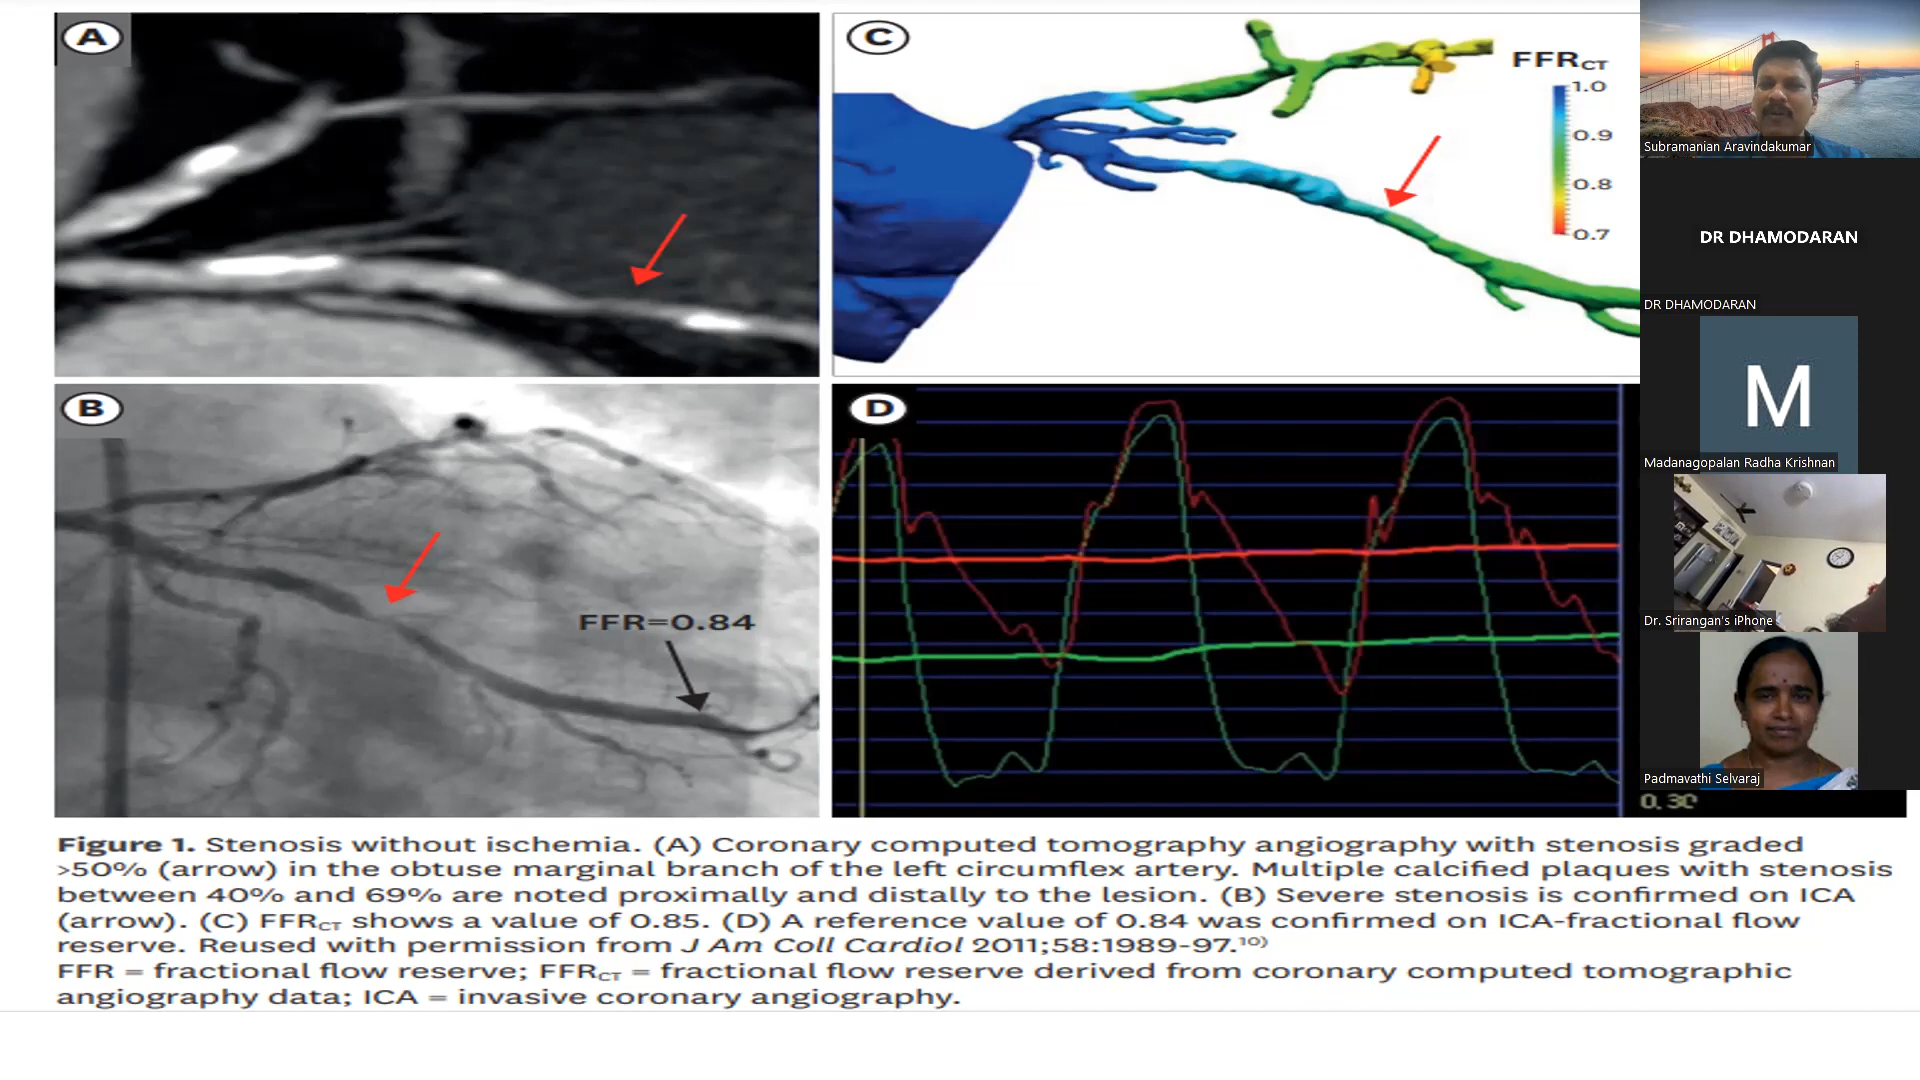 A
C
FFRCT
1.0
0.9
0.8
0.7
B
FFR=0.84
D
0.30
Figure 1. Stenosis without ischemia. (A) Coronary computed tomography angiography with stenosis graded
>50% (arrow) in the obtuse marginal branch of the left circumflex artery. Multiple calcified plaques with stenosis
between 40% and 69% are noted proximally and distally to the lesion. (B) Severe stenosis is confirmed on ICA
(arrow). (C) FFRCT shows a value of 0.85. (D) A reference value of 0.84 was confirmed on ICA-fractional flow
reserve. Reused with permission from J Am Coll Cardiol 2011;58:1989-97.10)
FFR = fractional flow reserve; FFRCT = fractional flow reserve derived from coronary computed tomographic
angiography data; ICA = invasive coronary angiography.
Subramanian Aravindakumar
DR DHAMODARAN
DR DHAMODARAN
M
Madanagopalan Radha Krishnan
Dr. Srirangan's iPhone
Padmavathi Selvaraj